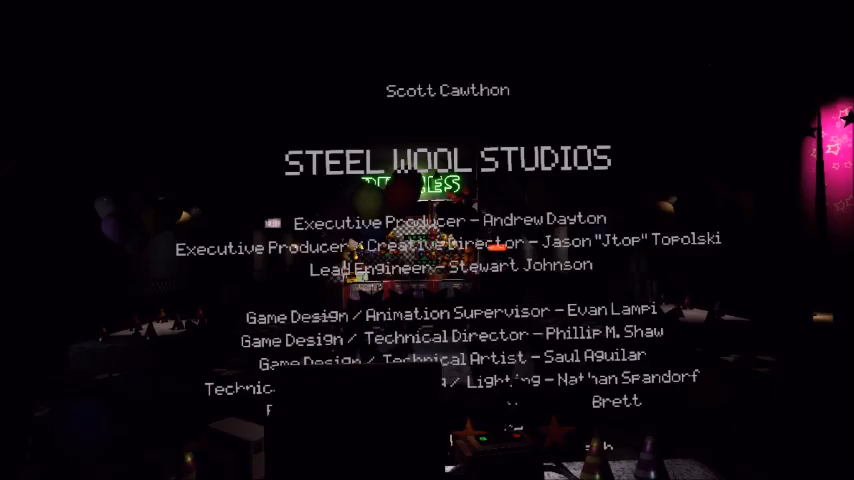 Scott Cawthon
STEEL WOOL STUDIOS
Executive Producer - Andrew Dayton
Executive Producer / Creative Director - Jason "Jtop" Topolski
Lead Engineer - Stewart Johnson
Game Design / Animation Supervisor - Evan Lampi
Game Design / Technical Director - Phillip M. Shaw
Game Design / Technical Artist - Saul Aguilar
/ Lighting - Nathan Spandorf
Brett